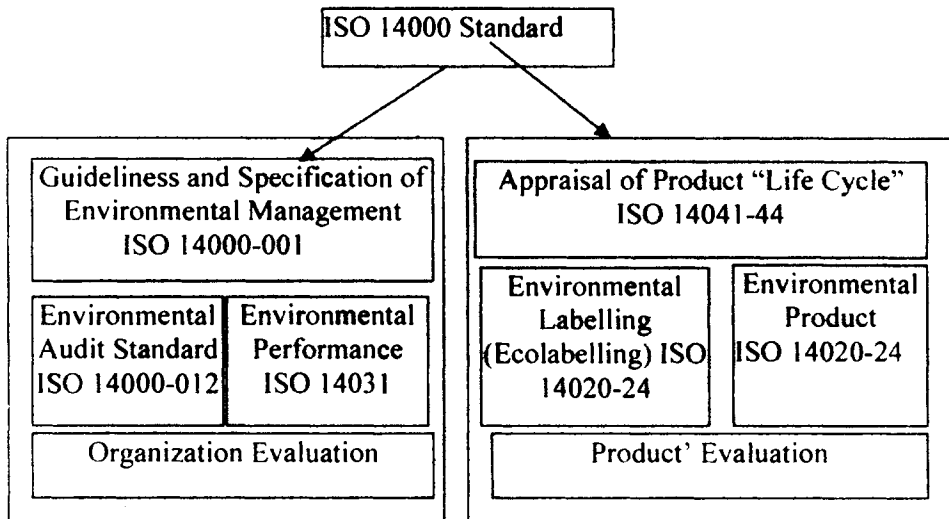 ISO 14000 Standard
Guideliness and Specification of
Environmental Management
ISO 14000-001
Environmental
Audit Standard
ISO 14000-012
Environmental
Performance
ISO 14031
Organization Evaluation
Appraisal of Product “Life Cycle”
ISO 14041-44
Environmental
Labelling
(Ecolabelling) ISO
14020-24
Environmental
Product
ISO 14020-24
Product’ Evaluation